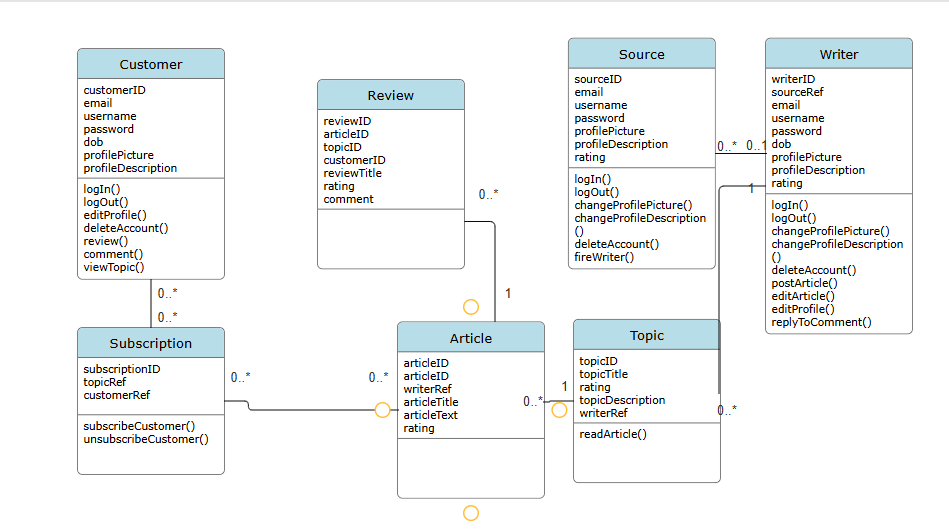 Customer
customerID
email
username
password
dob
profilePicture
profileDescription
logIn()
logOut()
editProfile()
deleteAccount()
review()
comment()
viewTopic()
0..*
0..*
Subscription
subscriptionID
topicRef
customerRef
subscribeCustomer()
unsubscribeCustomer()
0..*
0..*
Review
reviewID
articleID
topicID
customerID
reviewTitle
rating
comment
0..*
1
Article
articleID
articleID
writerRef
articleTitle
articleText
rating
0..*
1
Source
sourceID
email
username
password
profilePicture
profileDescription
rating
logIn()
logOut()
changeProfilePicture()
changeProfileDescription
()
deleteAccount()
fireWriter()
0..*
0..1
Topic
topicID
topicTitle
rating
topicDescription
writerRef
readArticle()
0..*
1
Writer
writerID
sourceRef
email
username
password
dob
profilePicture
profileDescription
rating
logIn()
logOut()
changeProfilePicture()
changeProfileDescription
()
deleteAccount()
postArticle()
editArticle()
editProfile()
replyToComment()